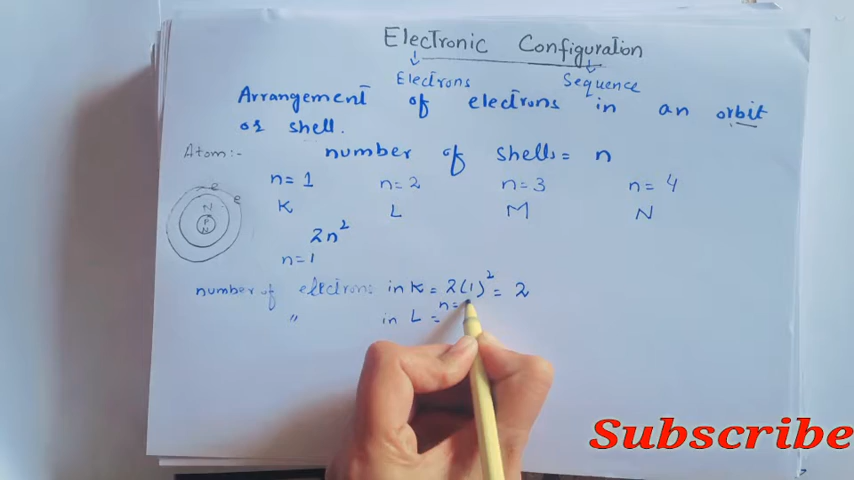 Electronic Configuration
Electrons Sequence
Arrangement of electrons in an orbit
or shell.
Atom:- number of shells = n
n=1 n=2 n=3 n=4
K L M N
2n²
n=1
number of electrons in K = 2(1)² = 2
n=
" in L =
e
e
N
P
N
Subscribe